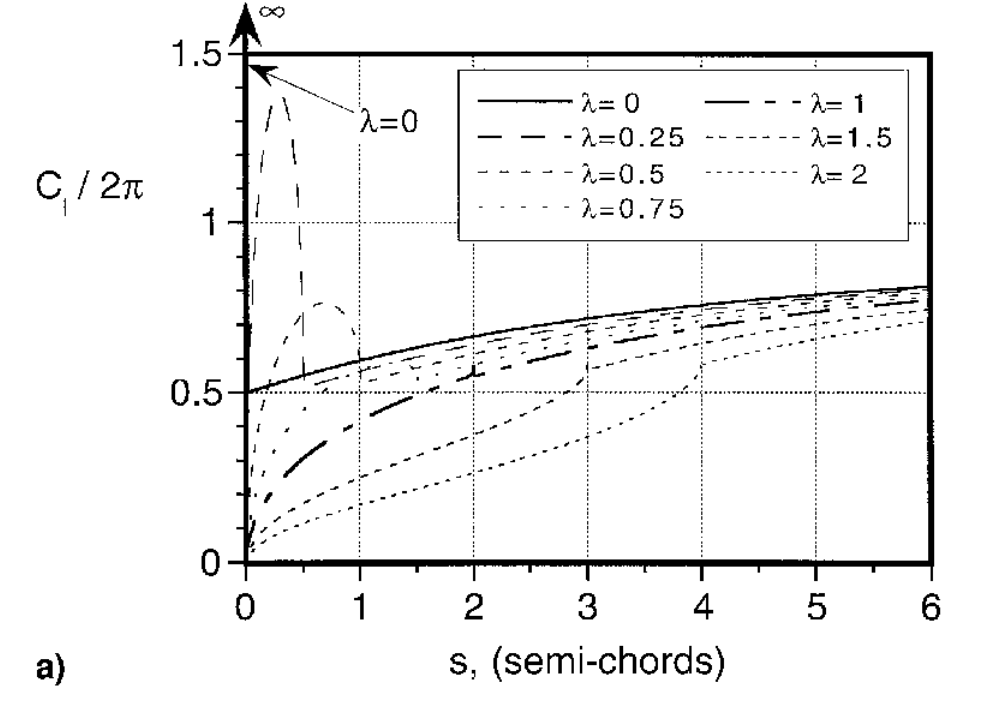 ∞
1.5
λ=0
λ= 0
λ= 1
λ=0.25
λ=1.5
λ=0.5
λ= 2
λ=0.75
C_l / 2π
1
0.5
0
0 1 2 3 4 5 6
s, (semi-chords)
a)